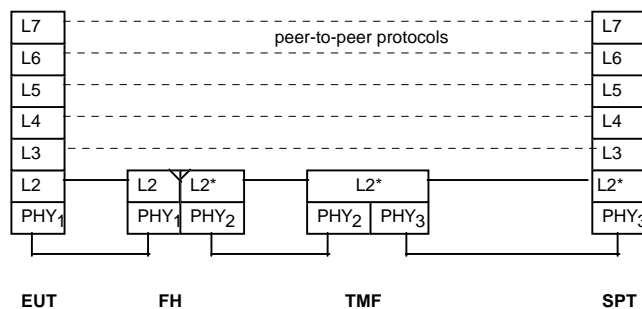 L7 L7
peer-to-peer protocols
L6 L6
L5 L5
L4 L4
L3 L3
L2 L2 L2* L2* L2*
PHY1 PHY1 PHY2 PHY2 PHY3 PHY3
EUT FH TMF SPT